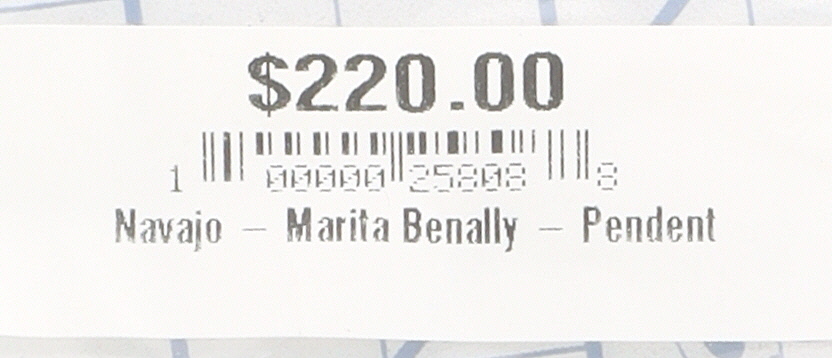 $220.00
1 00000 25808 8
Navajo – Marita Benally – Pendent